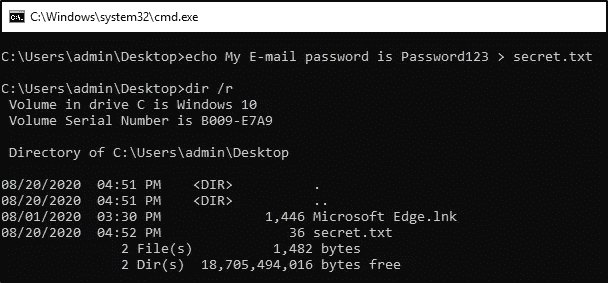 C:\Windows\system32\cmd.exe
C:\Users\admin\Desktop>echo My E-mail password is Password123 > secret.txt
C:\Users\admin\Desktop>dir /r
Volume in drive C is Windows 10
Volume Serial Number is B009-E7A9
Directory of C:\Users\admin\Desktop
08/20/2020  04:51 PM    <DIR>          .
08/20/2020  04:51 PM    <DIR>          ..
08/01/2020  03:30 PM             1,446 Microsoft Edge.lnk
08/20/2020  04:52 PM                36 secret.txt
2 File(s)          1,482 bytes
2 Dir(s)  18,705,494,016 bytes free